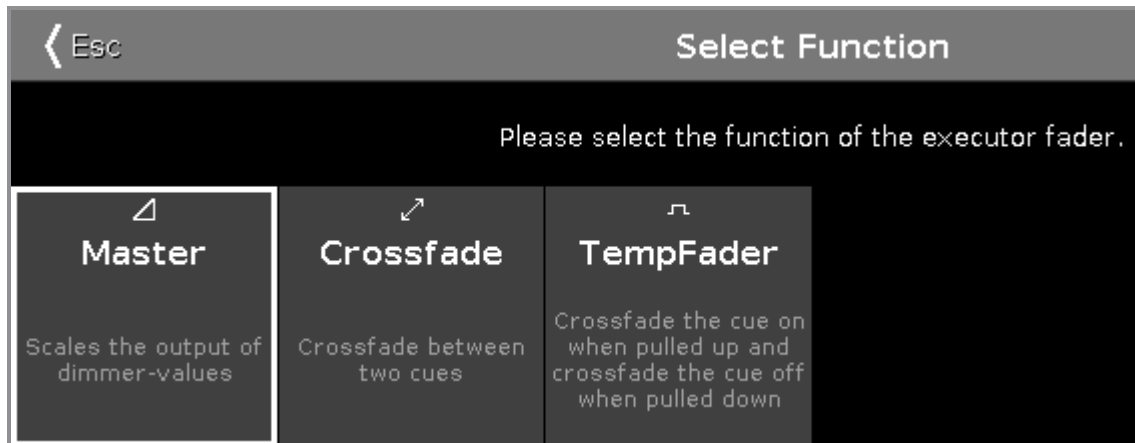 Esc
Select Function
Please select the function of the executor fader.
Master
Scales the output of
dimmer-values
Crossfade
Crossfade between
two cues
TempFader
Crossfade the cue on
when pulled up and
crossfade the cue off
when pulled down